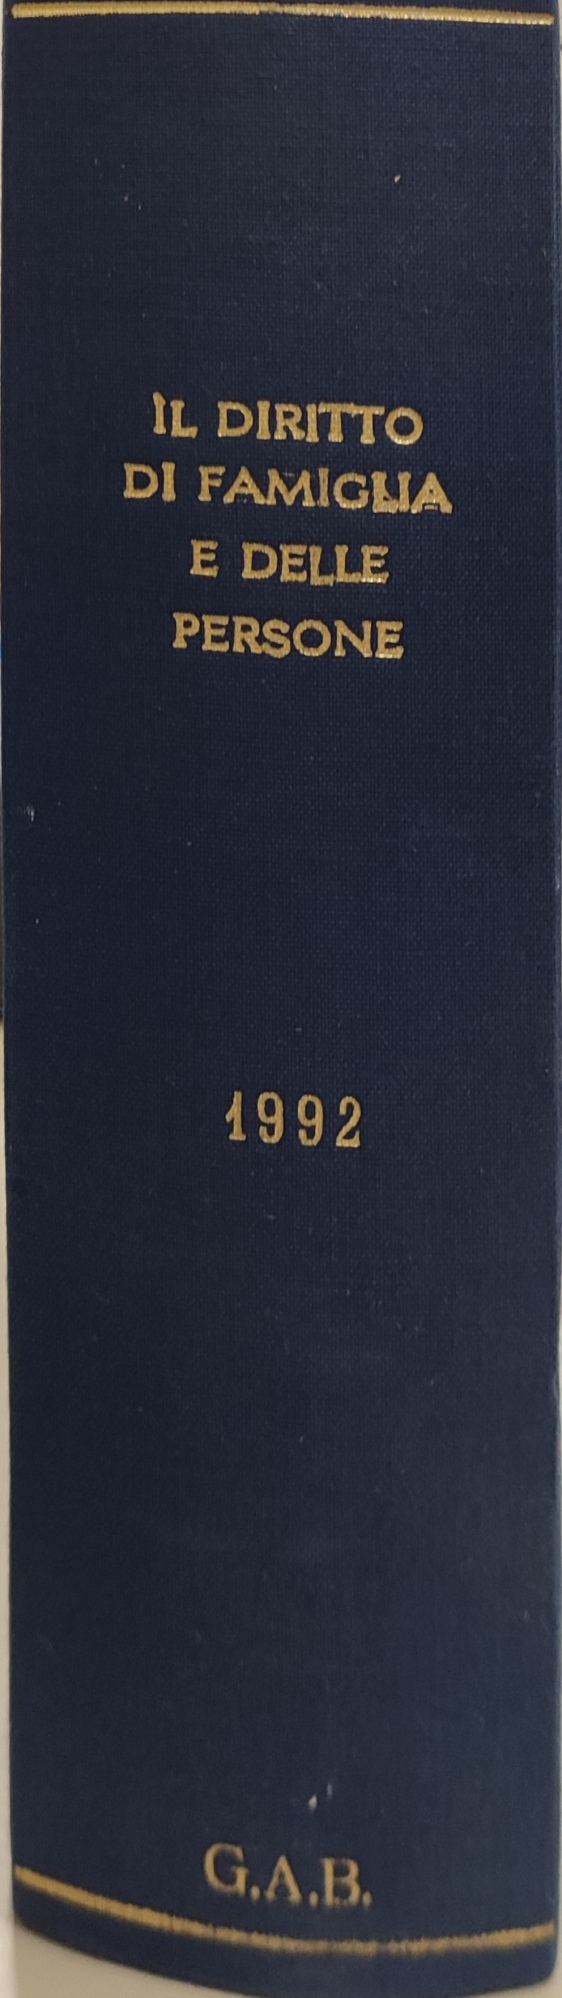 IL DIRITTO
DI FAMIGLIA
E DELLE
PERSONE
1992
G.A.B.